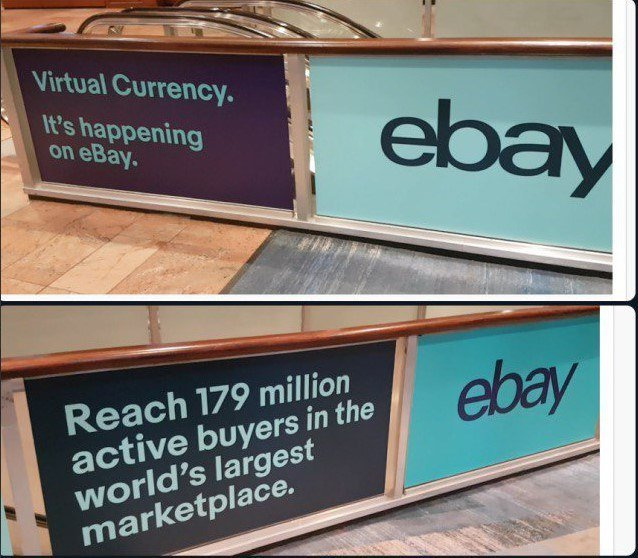 Virtual Currency.
It's happening
on eBay.
ebay
Reach 179 million
active buyers in the
world's largest
marketplace.
ebay